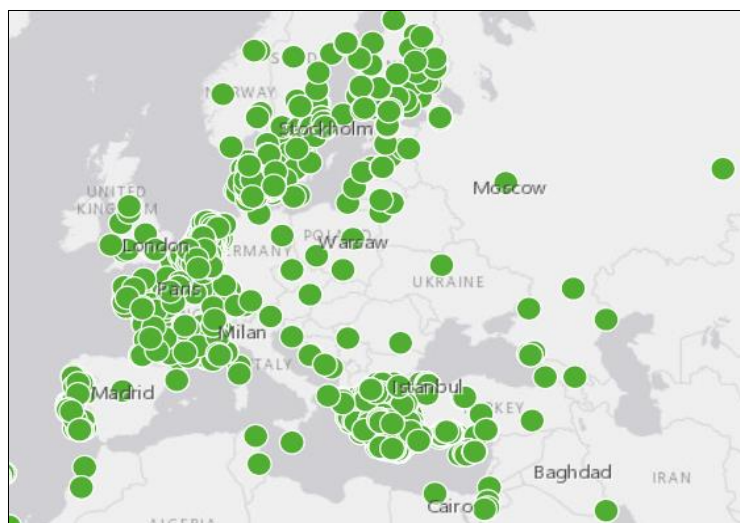 NORWAY
Stockholm
Moscow
UNITED
KINGDOM
London
POLAND
Warsaw
GERMANY
UKRAINE
Paris
Milan
ITALY
Madrid
Istanbul
TURKEY
Baghdad
IRAN
Cairo
ALGERIA